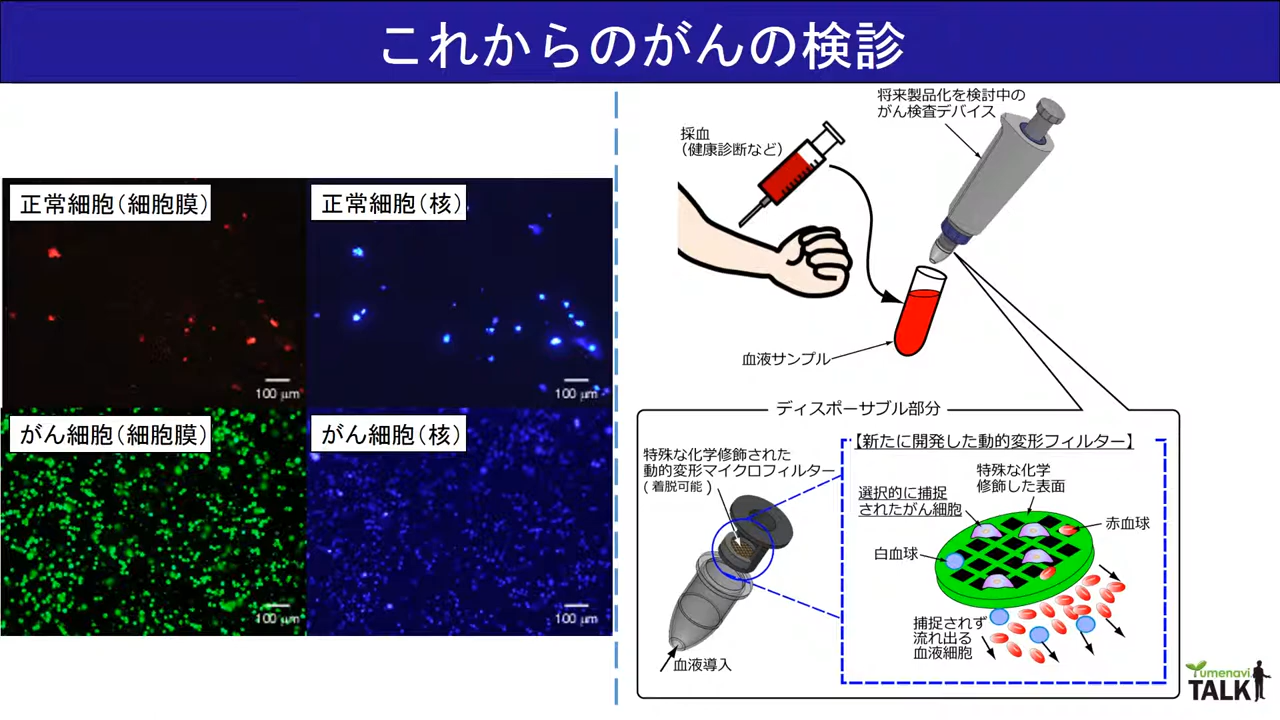 これからのがんの検診
正常細胞(細胞膜)
正常細胞(核)
100 μm
100 μm
がん細胞(細胞膜)
がん細胞(核)
100 μm
100 μm
採血
(健康診断など)
将来製品化を検討中の
がん検査デバイス
血液サンプル
ディスポーサブル部分
特殊な化学修飾された
動的変形マイクロフィルター
(着脱可能)
血液導入
【新たに開発した動的変形フィルター】
特殊な化学
修飾した表面
選択的に捕捉
されたがん細胞
赤血球
白血球
捕捉されず
流れ出る
血液細胞
Yumenavi
TALK